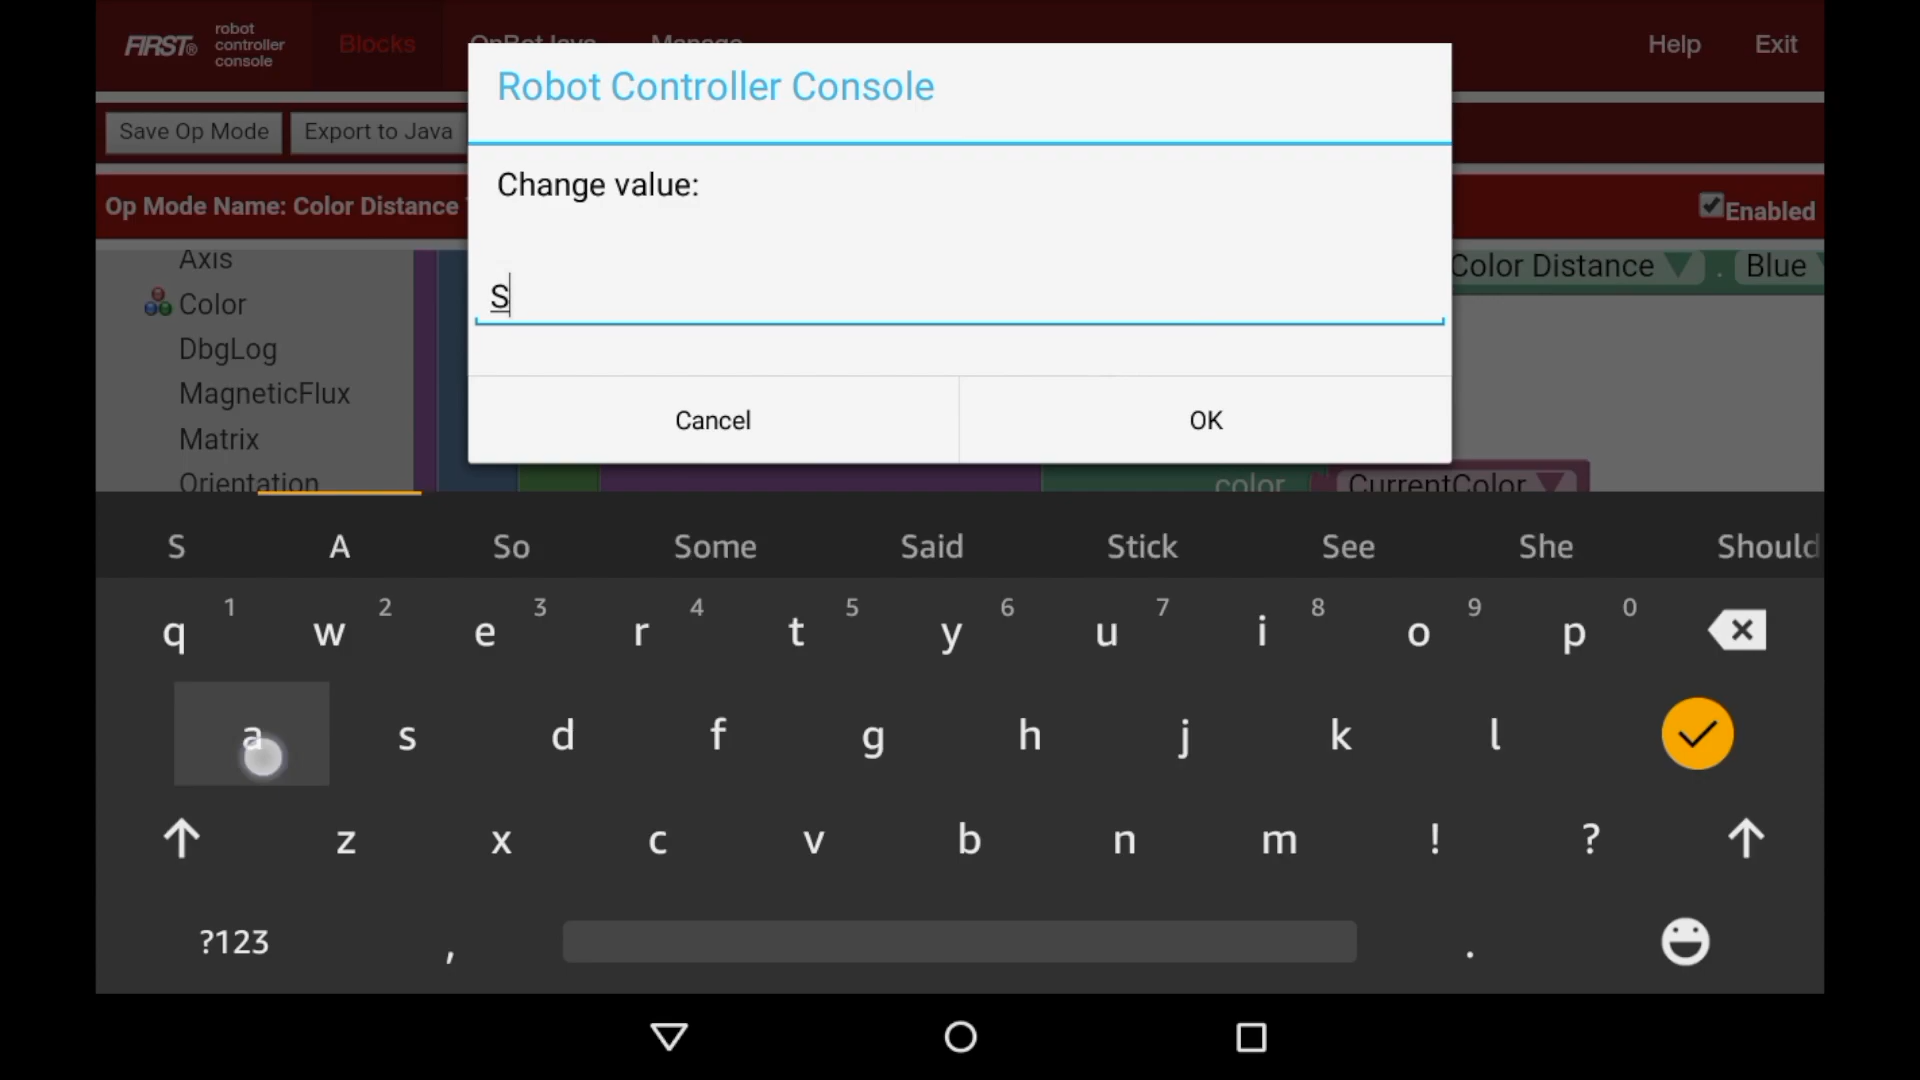 FIRST® robot controller console
Blocks
OnBotJava
Manage
Help
Exit
Robot Controller Console
Save Op Mode
Export to Java
Change value:
Op Mode Name: Color Distance
Enabled
Axis
Color
DbgLog
MagneticFlux
Matrix
Orientation
Color Distance . Blue
S
Cancel
OK
color
CurrentColor
S A So Some Said Stick See She Should
1 2 3 4 5 6 7 8 9 0
q w e r t y u i o p
a s d f g h j k l
z x c v b n m ! ?
?123 , .